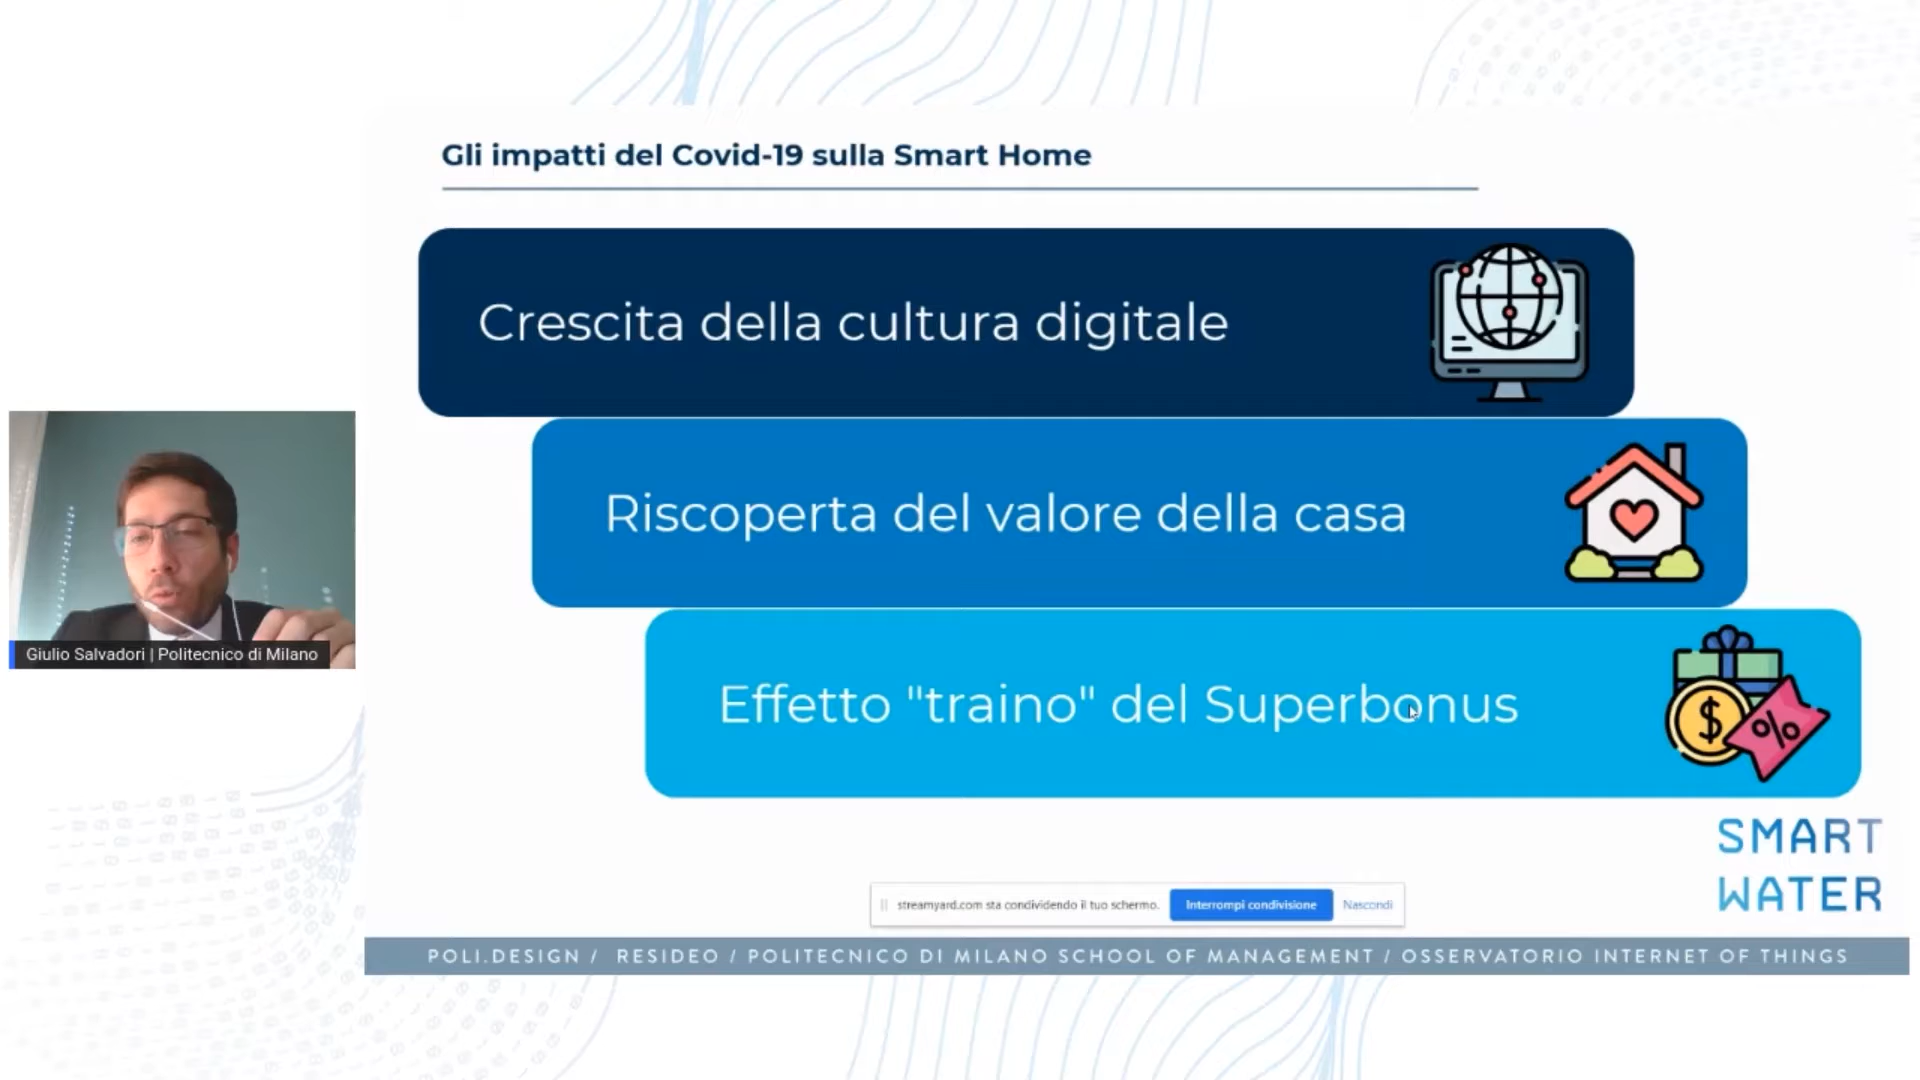 Gli impatti del Covid-19 sulla Smart Home
Crescita della cultura digitale
Riscoperta del valore della casa
Effetto "traino" del Superbonus
$
%
Giulio Salvadori | Politecnico di Milano
SMART
WATER
streamyard.com sta condividendo il tuo schermo. Interrompi condivisione Nascondi
POLI.DESIGN / RESIDEO / POLITECNICO DI MILANO SCHOOL OF MANAGEMENT / OSSERVATORIO INTERNET OF THINGS